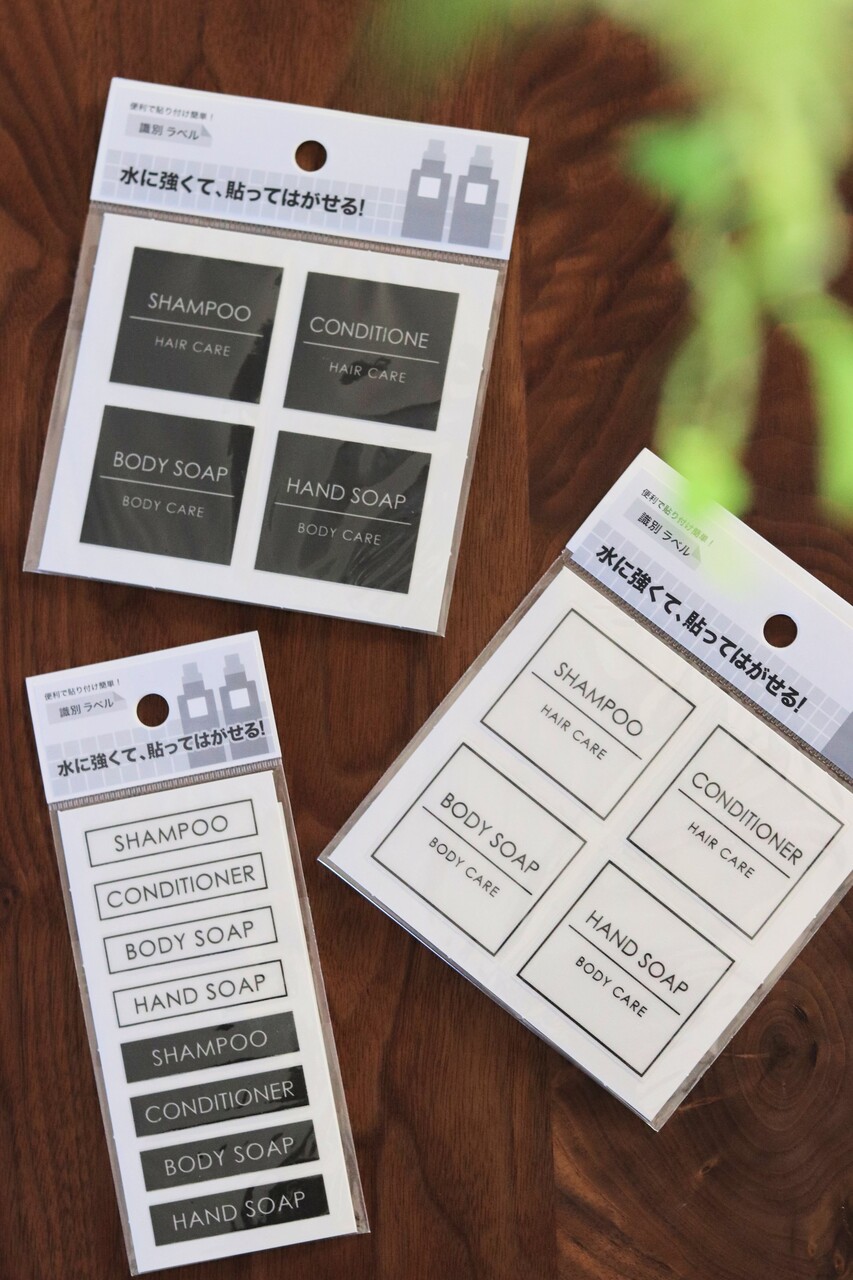 便利で貼り付け簡単！
識別 ラベル
水に強くて、貼ってはがせる!
SHAMPOO
HAIR CARE
CONDITIONE
HAIR CARE
BODY SOAP
BODY CARE
HAND SOAP
BODY CARE
便利で貼り付け簡単！
識別 ラベル
水に強くて、貼ってはがせる!
SHAMPOO
HAIR CARE
CONDITIONER
HAIR CARE
BODY SOAP
BODY CARE
HAND SOAP
BODY CARE
便利で貼り付け簡単！
識別 ラベル
水に強くて、貼ってはがせる!
SHAMPOO
CONDITIONER
BODY SOAP
HAND SOAP
SHAMPOO
CONDITIONER
BODY SOAP
HAND SOAP